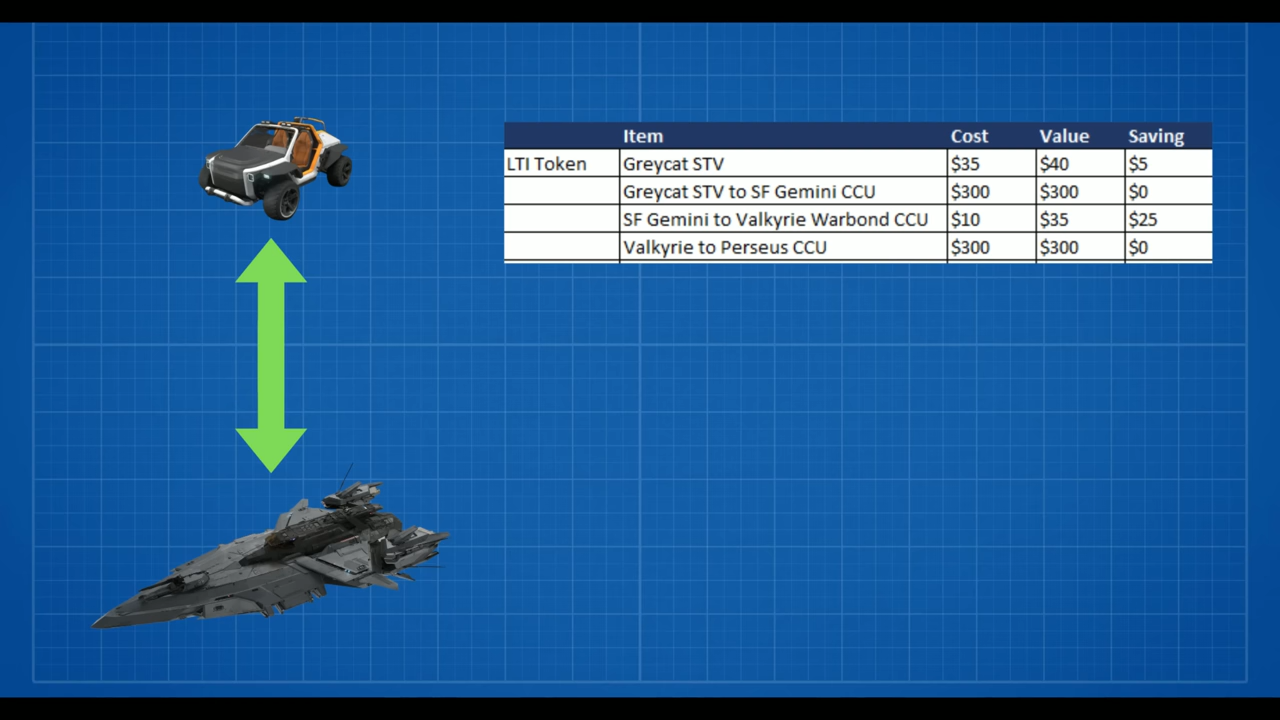 Item Cost Value Saving
LTI Token Greycat STV $35 $40 $5
Greycat STV to SF Gemini CCU $300 $300 $0
SF Gemini to Valkyrie Warbond CCU $10 $35 $25
Valkyrie to Perseus CCU $300 $300 $0